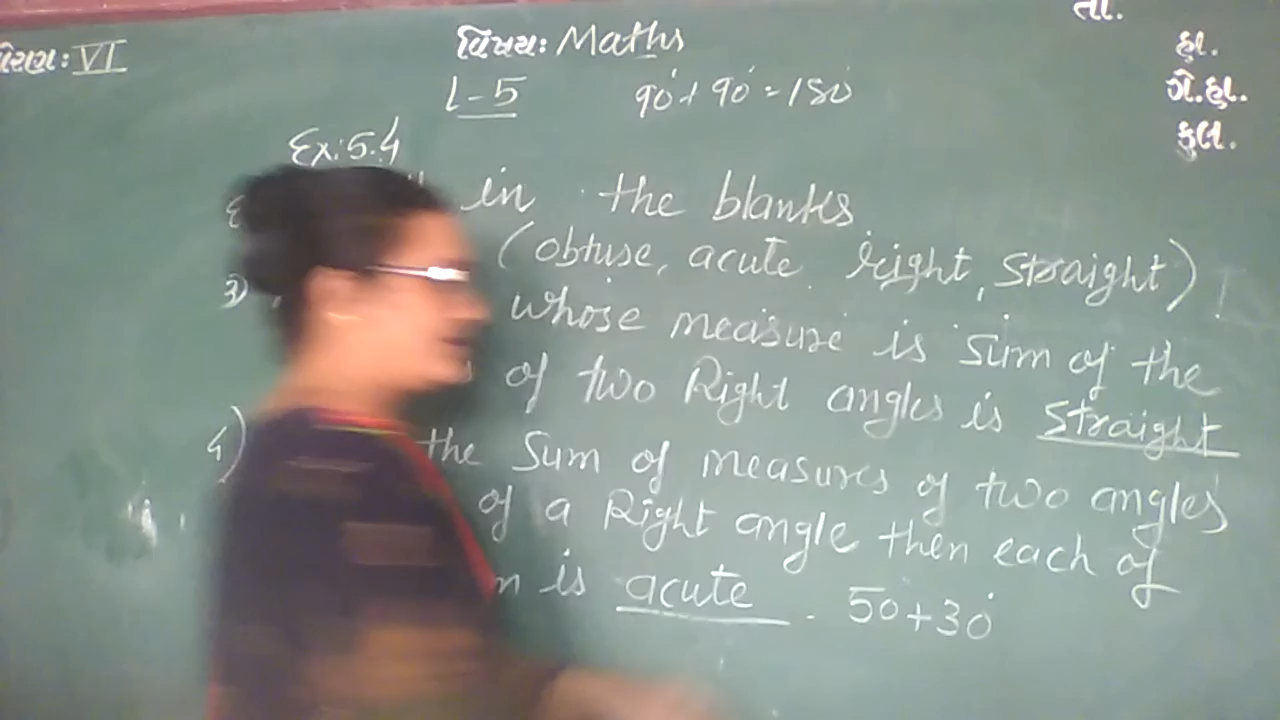 ધોરણ: VI
વિષય: Maths
તા.
હા.
ગે.હા.
કુલ.
L-5 90°+90°=180°
Ex:5.4
in the blanks
(obtuse, acute, right, straight)
3) whose measure is sum of the
of two Right angles is straight
4) the sum of measures of two angles
of a Right angle then each of
is acute. 50+30°